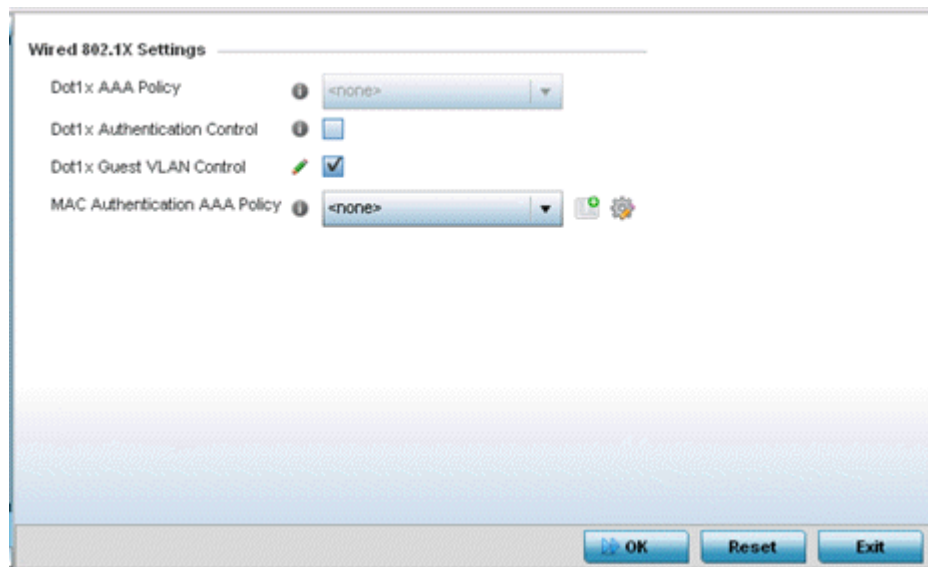 Wired 802.1X Settings
Dot1x AAA Policy <none>
Dot1x Authentication Control
Dot1x Guest VLAN Control
MAC Authentication AAA Policy <none>
OK Reset Exit